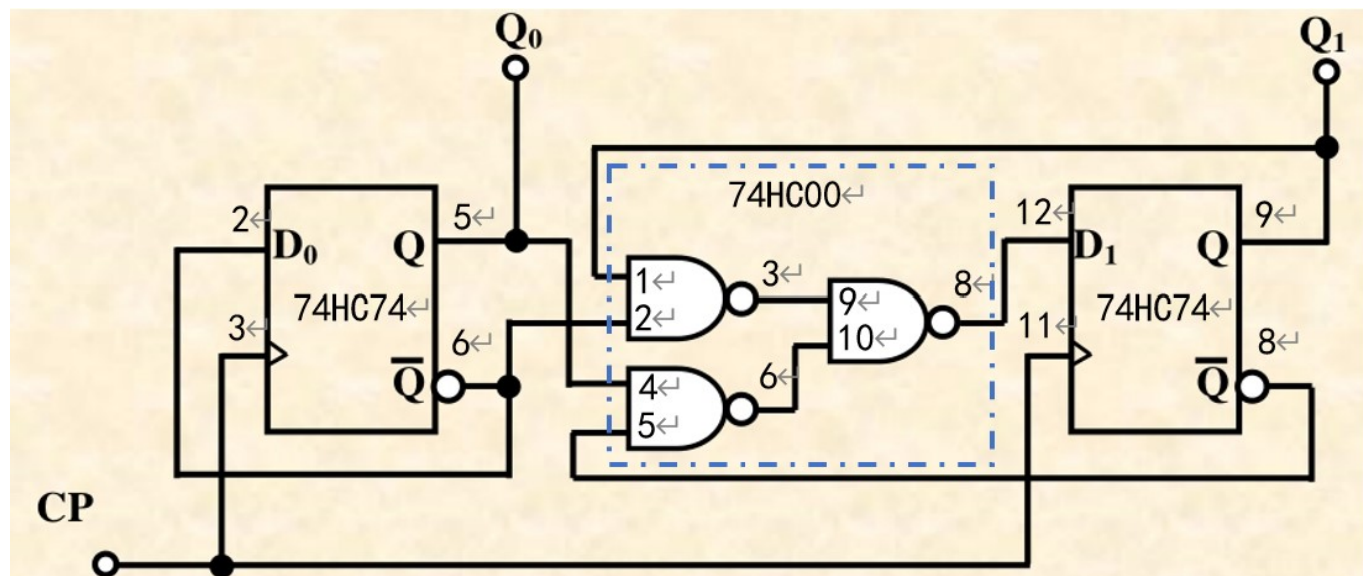 Q0
Q1
74HC00↵
2↵
5↵
12↵
9↵
D0
Q
D1
Q
1↵
3↵
8↵
2↵
9↵
10↵
74HC74↵
74HC74↵
3↵
6↵
11↵
8↵
Q̅
4↵
6↵
Q̅
5↵
CP